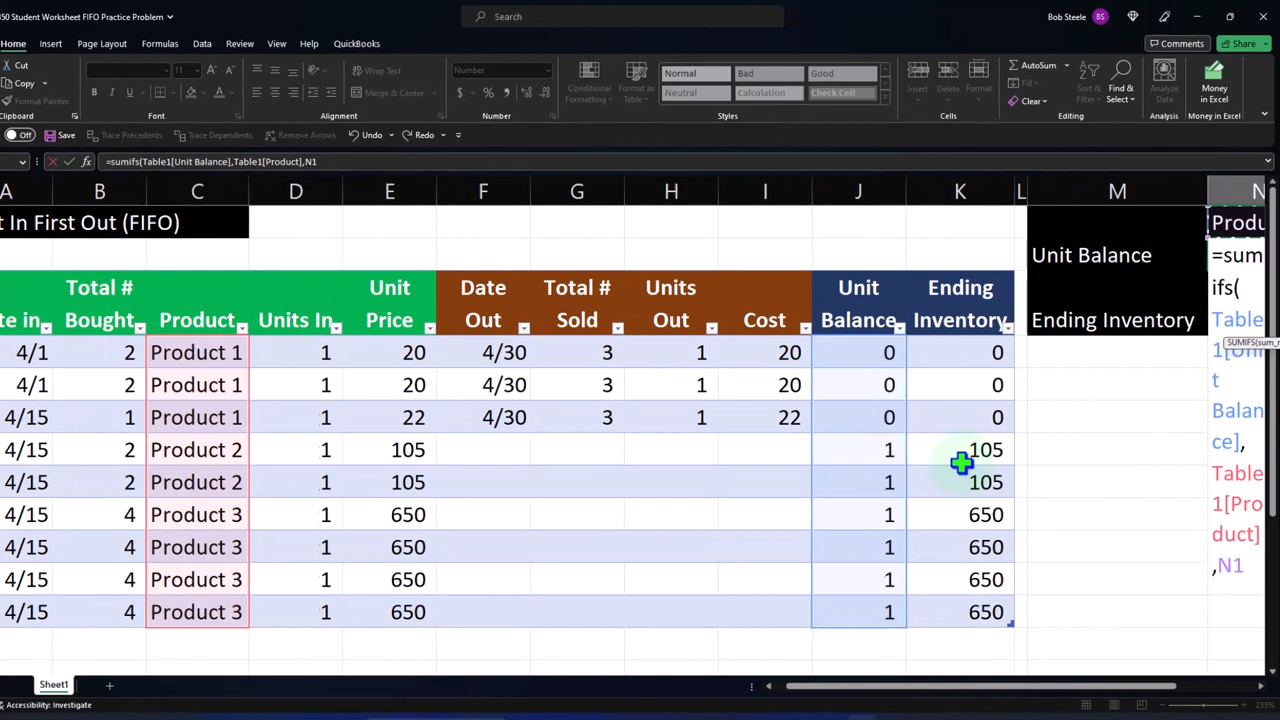 450 Student Worksheet FIFO Practice Problem
Search
Bob Steele BS
Home Insert Page Layout Formulas Data Review View Help QuickBooks
Comments Share
Cut
Copy
Format Painter
Clipboard
11
Font
Wrap Text
Merge & Center
Alignment
Number
Number
Conditional Formatting
Format as Table
Normal Bad Good
Neutral Calculation Check Cell
Styles
Insert Delete Format
Cells
AutoSum
Fill
Clear
Sort & Filter
Find & Select
Editing
Analyze Data
Analysis
Money in Excel
Money in Excel
Off Save Trace Precedents Trace Dependents Remove Arrows Undo Redo
=sumifs(Table1[Unit Balance],Table1[Product],N1
A B C D E F G H I J K L M N
t In First Out (FIFO) Produ
Unit Balance =sum
te in Total # Bought Product Units In Unit Price Date Out Total # Sold Units Out Cost Unit Balance Ending Inventory
Ending Inventory
ifs(
Table
1[Uni
t
Balan
ce],
Table
1[Pro
duct]
,N1
SUMIFS(sum_r
4/1 2 Product 1 1 20 4/30 3 1 20 0 0
4/1 2 Product 1 1 20 4/30 3 1 20 0 0
4/15 1 Product 1 1 22 4/30 3 1 22 0 0
4/15 2 Product 2 1 105 1 105
4/15 2 Product 2 1 105 1 105
4/15 4 Product 3 1 650 1 650
4/15 4 Product 3 1 650 1 650
4/15 4 Product 3 1 650 1 650
4/15 4 Product 3 1 650 1 650
Sheet1
Accessibility: Investigate
235%